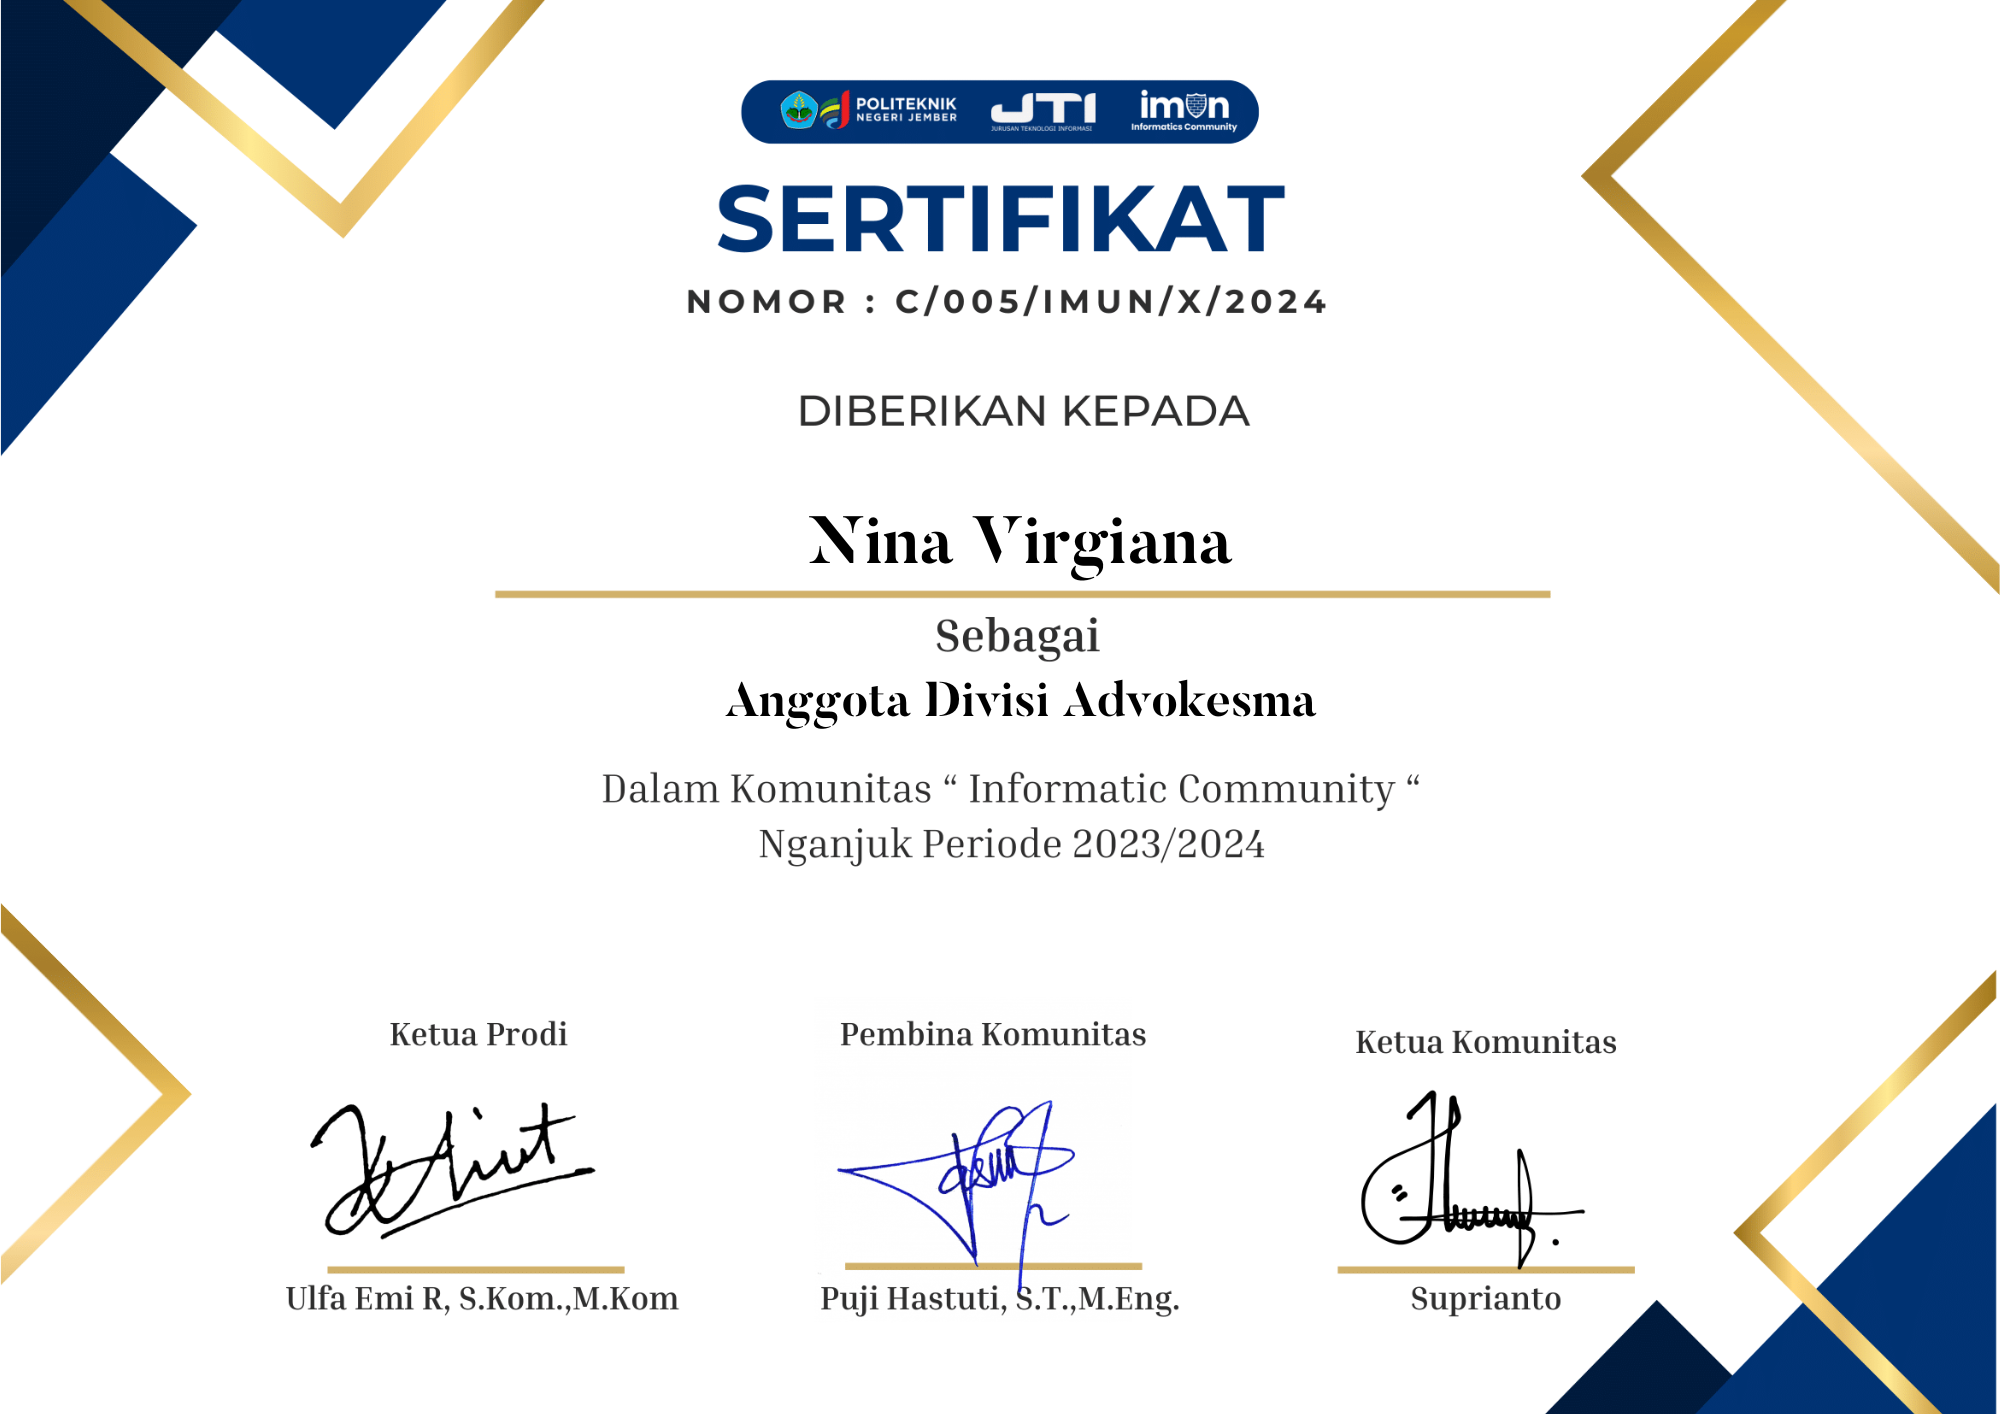 POLITEKNIK
NEGERI JEMBER
JTI
JURUSAN TEKNOLOGI INFORMASI
imun
Informatics Community
SERTIFIKAT
NOMOR : C/005/IMUN/X/2024
DIBERIKAN KEPADA
Nina Virgiana
Sebagai
Anggota Divisi Advokesma
Dalam Komunitas “ Informatic Community “
Nganjuk Periode 2023/2024
Ketua Prodi
Pembina Komunitas
Ketua Komunitas
Ulfa Emi R, S.Kom.,M.Kom
Puji Hastuti, S.T.,M.Eng.
Suprianto